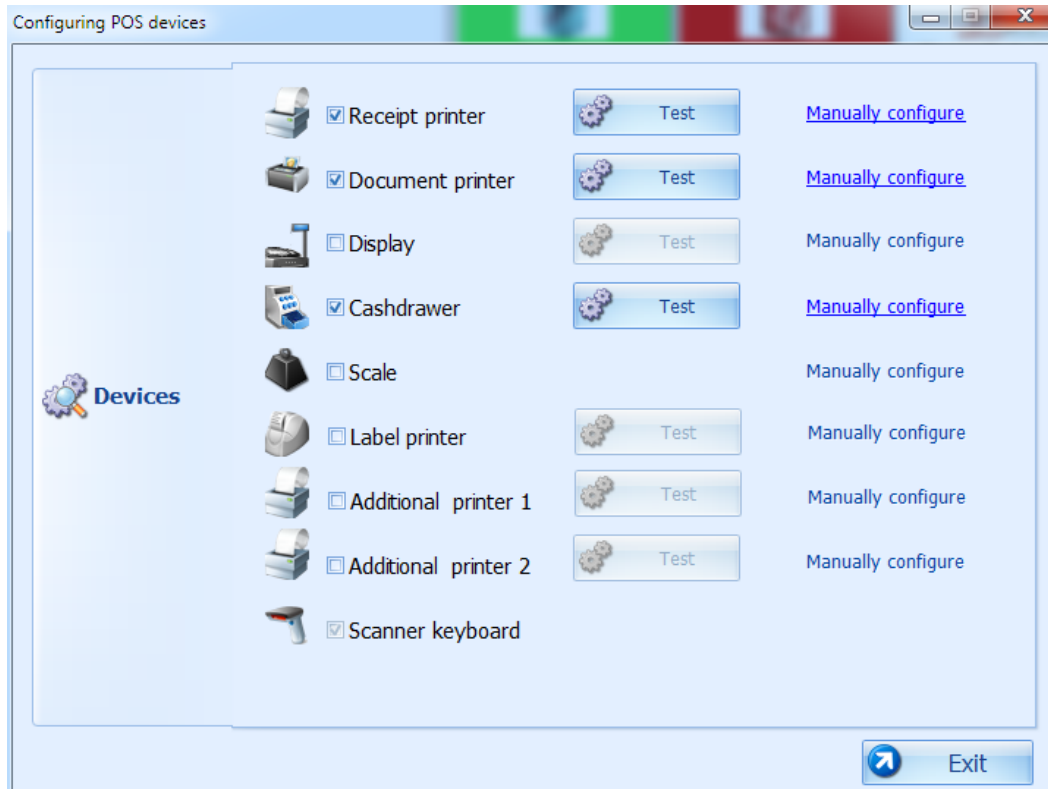 Configuring POS devices
Receipt printer Test Manually configure
Document printer Test Manually configure
Display Test Manually configure
Cashdrawer Test Manually configure
Scale Manually configure
Devices
Label printer Test Manually configure
Additional printer 1 Test Manually configure
Additional printer 2 Test Manually configure
Scanner keyboard
Exit